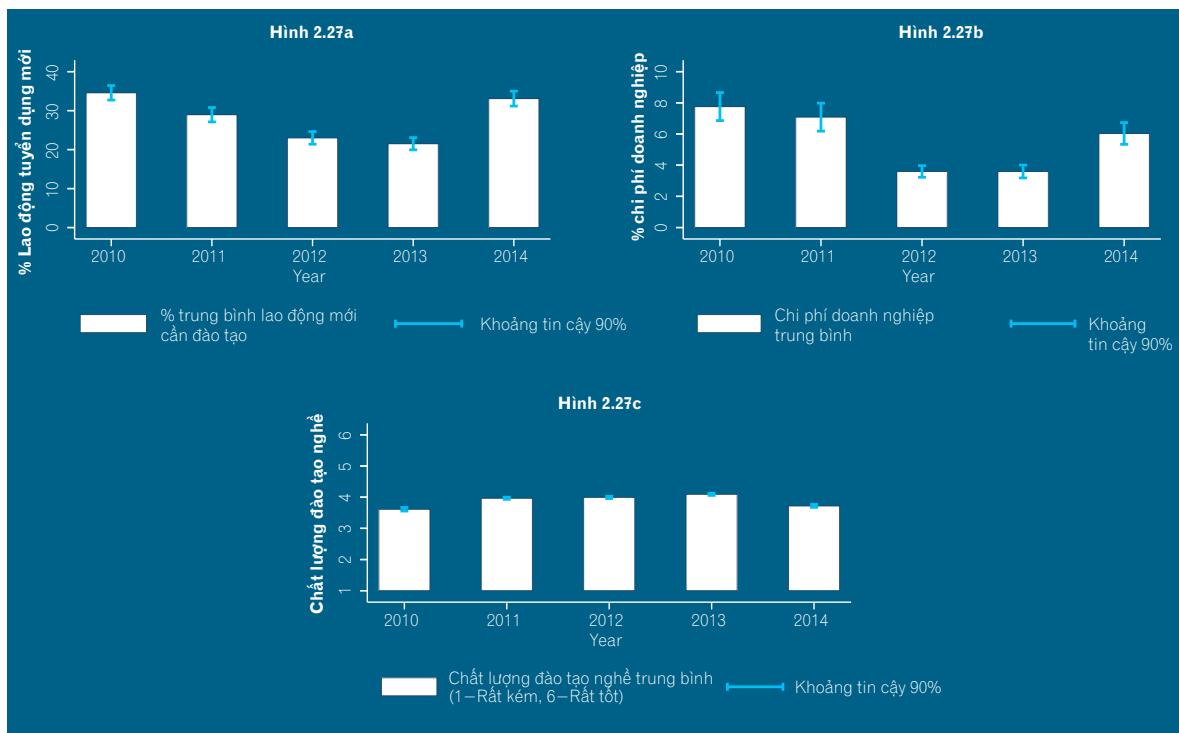 Hình 2.27a
% Lao động tuyển dụng mới
40
30
20
10
0
2010 2011 2012 2013 2014
Year
% trung bình lao động mới
cần đào tạo
Khoảng tin cậy 90%
Hình 2.27b
% chi phí doanh nghiệp
10
8
6
4
2
0
2010 2011 2012 2013 2014
Year
Chi phí doanh nghiệp
trung bình
Khoảng
tin cậy 90%
Hình 2.27c
Chất lượng đào tạo nghề
6
5
4
3
2
1
2010 2011 2012 2013 2014
Year
Chất lượng đào tạo nghề trung bình
(1–Rất kém, 6–Rất tốt)
Khoảng tin cậy 90%